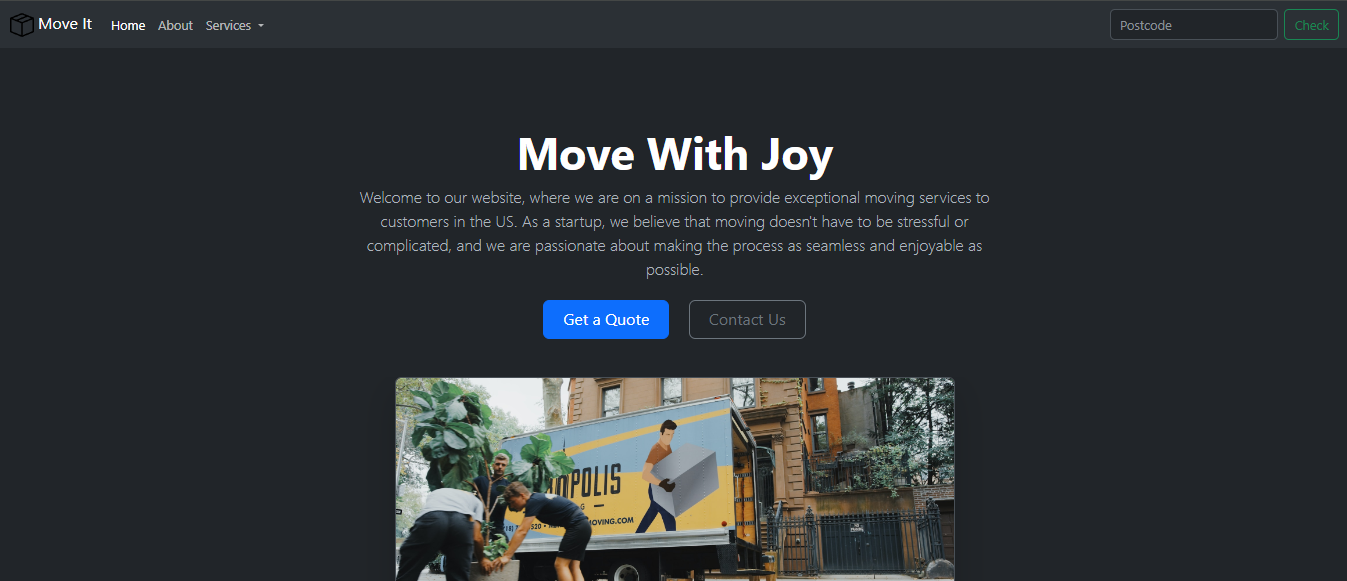 Move It
Home
About
Services
Postcode
Check
Move With Joy
Welcome to our website, where we are on a mission to provide exceptional moving services to
customers in the US. As a startup, we believe that moving doesn't have to be stressful or
complicated, and we are passionate about making the process as seamless and enjoyable as
possible.
Get a Quote
Contact Us
OPOLIS
MOVING.COM